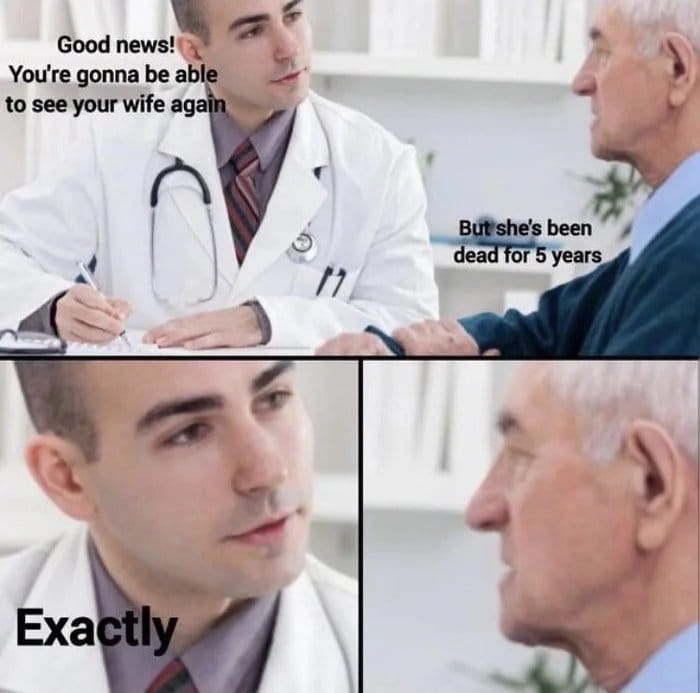 Good news!
You're gonna be able
to see your wife again
But she's been
dead for 5 years
Exactly